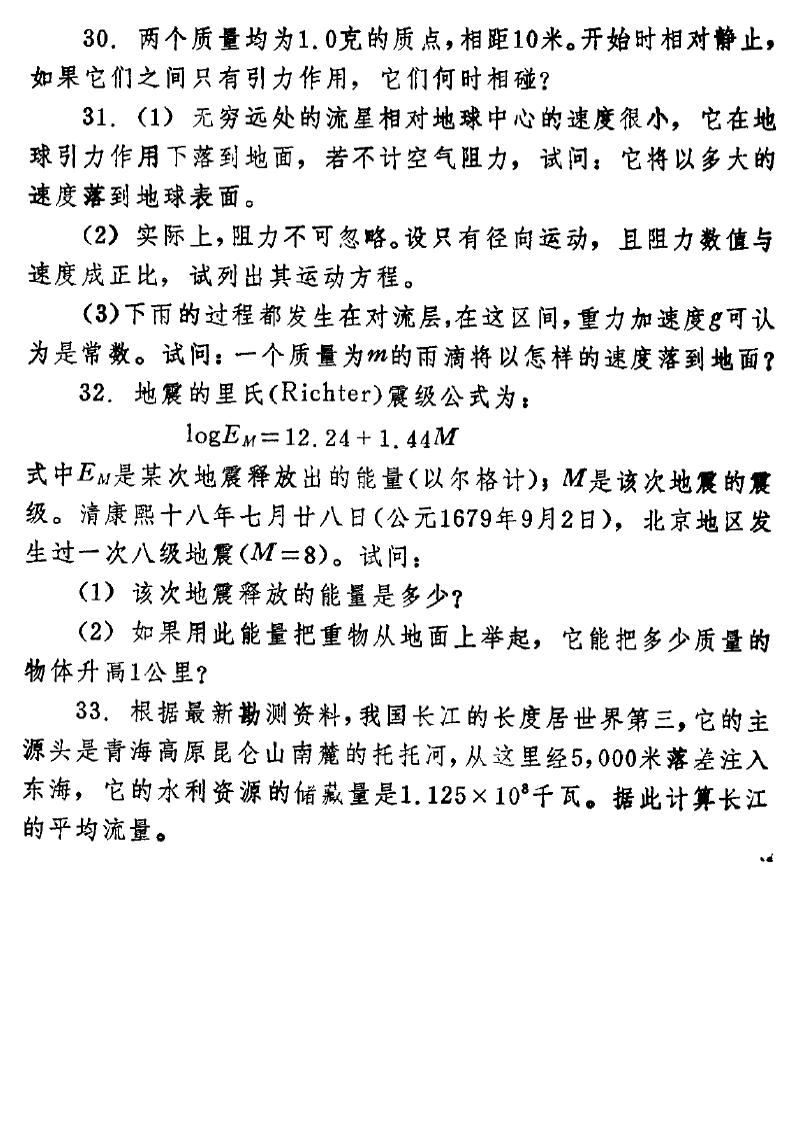 30. 两个质量均为1.0克的质点,相距10米。开始时相对静止,
如果它们之间只有引力作用, 它们何时相碰?
31. (1) 无穷远处的流星相对地球中心的速度很小, 它在地
球引力作用下落到地面, 若不计空气阻力, 试问: 它将以多大的
速度落到地球表面。
(2) 实际上,阻力不可忽略。设只有径向运动, 且阻力数值与
速度成正比, 试列出其运动方程。
(3)下雨的过程都发生在对流层,在这区间,重力加速度g可认
为是常数。试问:一个质量为m的雨滴将以怎样的速度落到地面?
32. 地震的里氏(Richter)震级公式为:
logE_M=12.24+1.44M
式中E_M是某次地震释放出的能量(以尔格计); M是该次地震的震
级。清康熙十八年七月廿八日(公元1679年9月2日), 北京地区发
生过一次八级地震(M=8)。试问:
(1) 该次地震释放的能量是多少?
(2) 如果用此能量把重物从地面上举起, 它能把多少质量的
物体升高1公里?
33. 根据最新勘测资料,我国长江的长度居世界第三,它的主
源头是青海高原昆仑山南麓的托托河,从这里经5,000米落差注入
东海, 它的水利资源的储藏量是1.125×10⁸千瓦。据此计算长江
的平均流量。